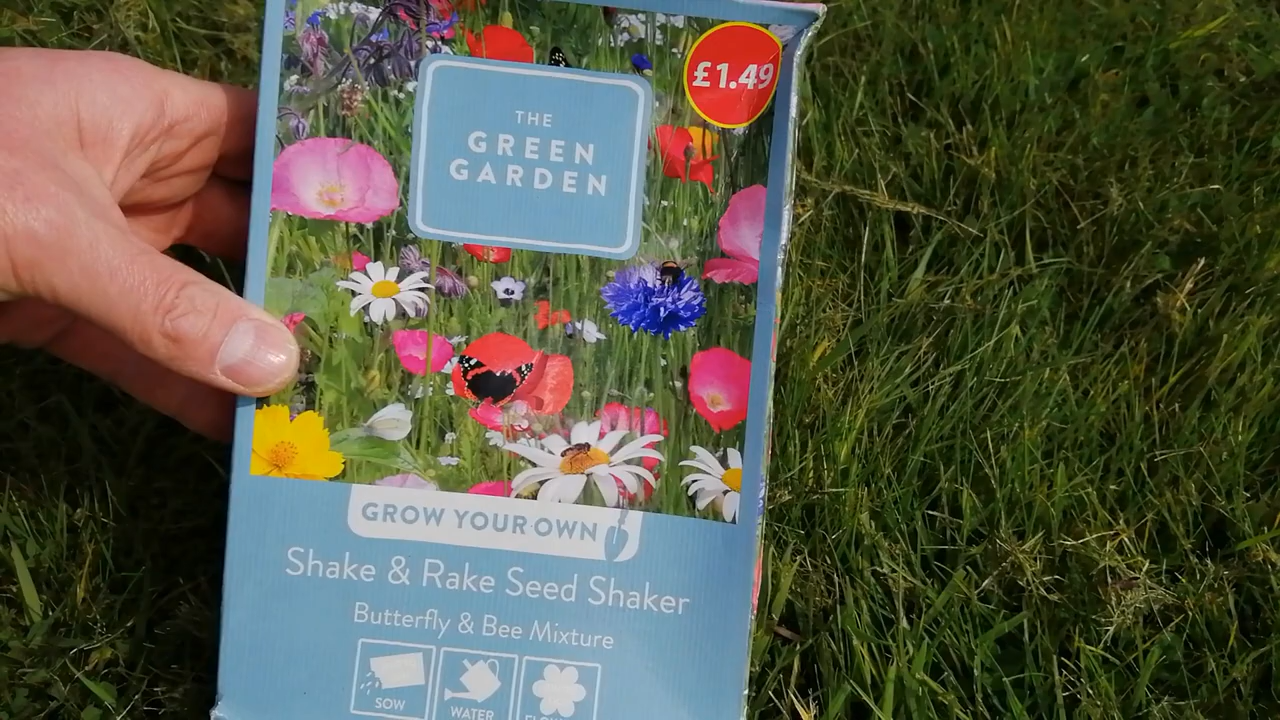 £1.49
THE
GREEN
GARDEN
GROW YOUR OWN
Shake & Rake Seed Shaker
Butterfly & Bee Mixture
SOW
WATER